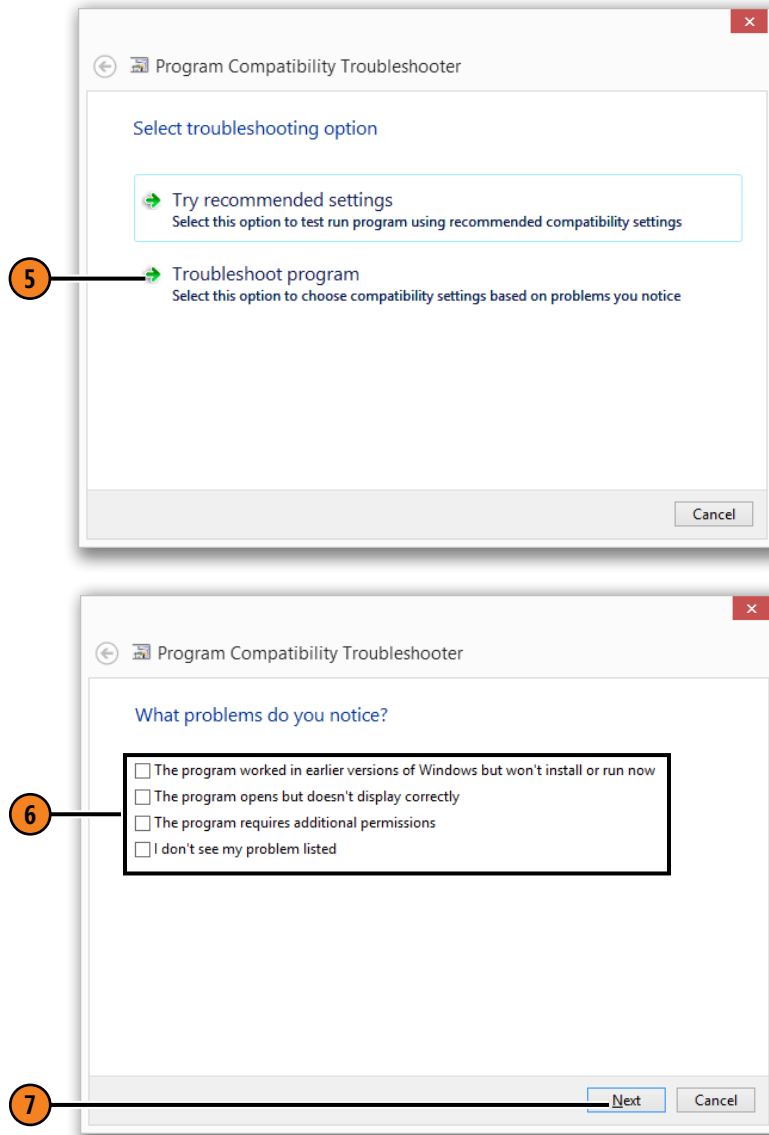 Program Compatibility Troubleshooter
Select troubleshooting option
Try recommended settings
Select this option to test run program using recommended compatibility settings
5
Troubleshoot program
Select this option to choose compatibility settings based on problems you notice
Cancel
Program Compatibility Troubleshooter
What problems do you notice?
The program worked in earlier versions of Windows but won't install or run now
The program opens but doesn't display correctly
6
The program requires additional permissions
I don't see my problem listed
7
Next Cancel